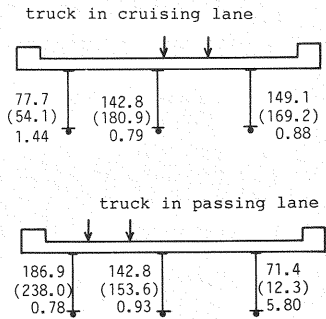 truck in cruising lane
77.7 142.8 149.1
(54.1) (180.9) (169.2)
1.44 0.79 0.88
truck in passing lane
186.9 142.8 71.4
(238.0) (153.6) (12.3)
0.78 0.93 5.80